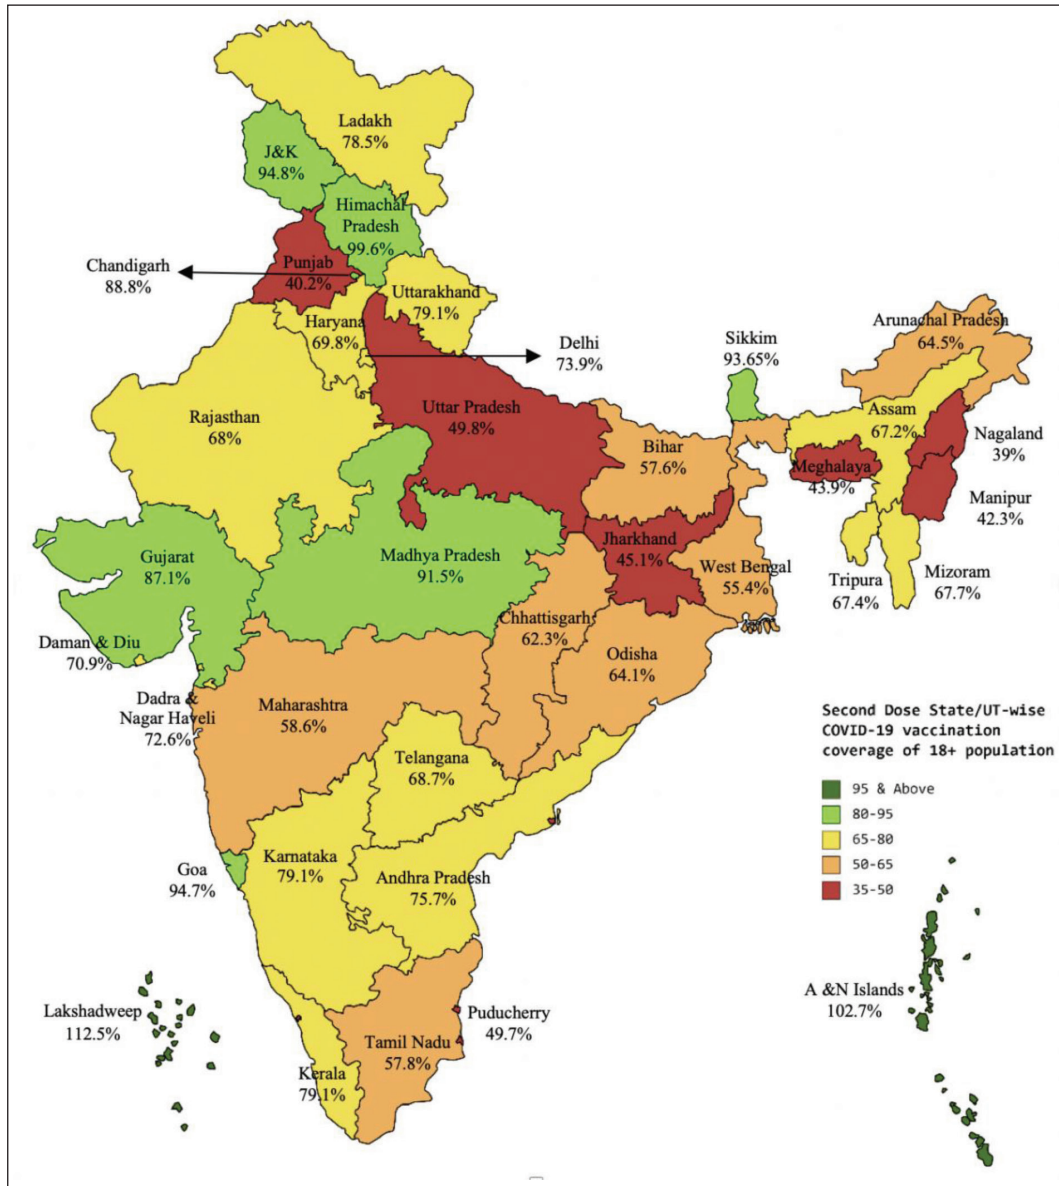 Ladakh
78.5%
J&K
94.8%
Himachal
Pradesh
99.6%
Punjab
40.2%
Chandigarh
88.8%
Uttarakhand
79.1%
Haryana
69.8%
Delhi
73.9%
Sikkim
93.65%
Arunachal Pradesh
64.5%
Rajasthan
68%
Uttar Pradesh
49.8%
Bihar
57.6%
Assam
67.2%
Nagaland
39%
Meghalaya
43.9%
Manipur
42.3%
Gujarat
87.1%
Madhya Pradesh
91.5%
Jharkhand
45.1%
West Bengal
55.4%
Tripura
67.4%
Mizoram
67.7%
Daman & Diu
70.9%
Chhattisgarh
62.3%
Odisha
64.1%
Dadra &
Nagar Haveli
72.6%
Maharashtra
58.6%
Telangana
68.7%
Second Dose State/UT-wise
COVID-19 vaccination
coverage of 18+ population
95 & Above
80-95
65-80
50-65
35-50
Goa
94.7%
Karnataka
79.1%
Andhra Pradesh
75.7%
Lakshadweep
112.5%
A &N Islands
102.7%
Puducherry
49.7%
Tamil Nadu
57.8%
Kerala
79.1%